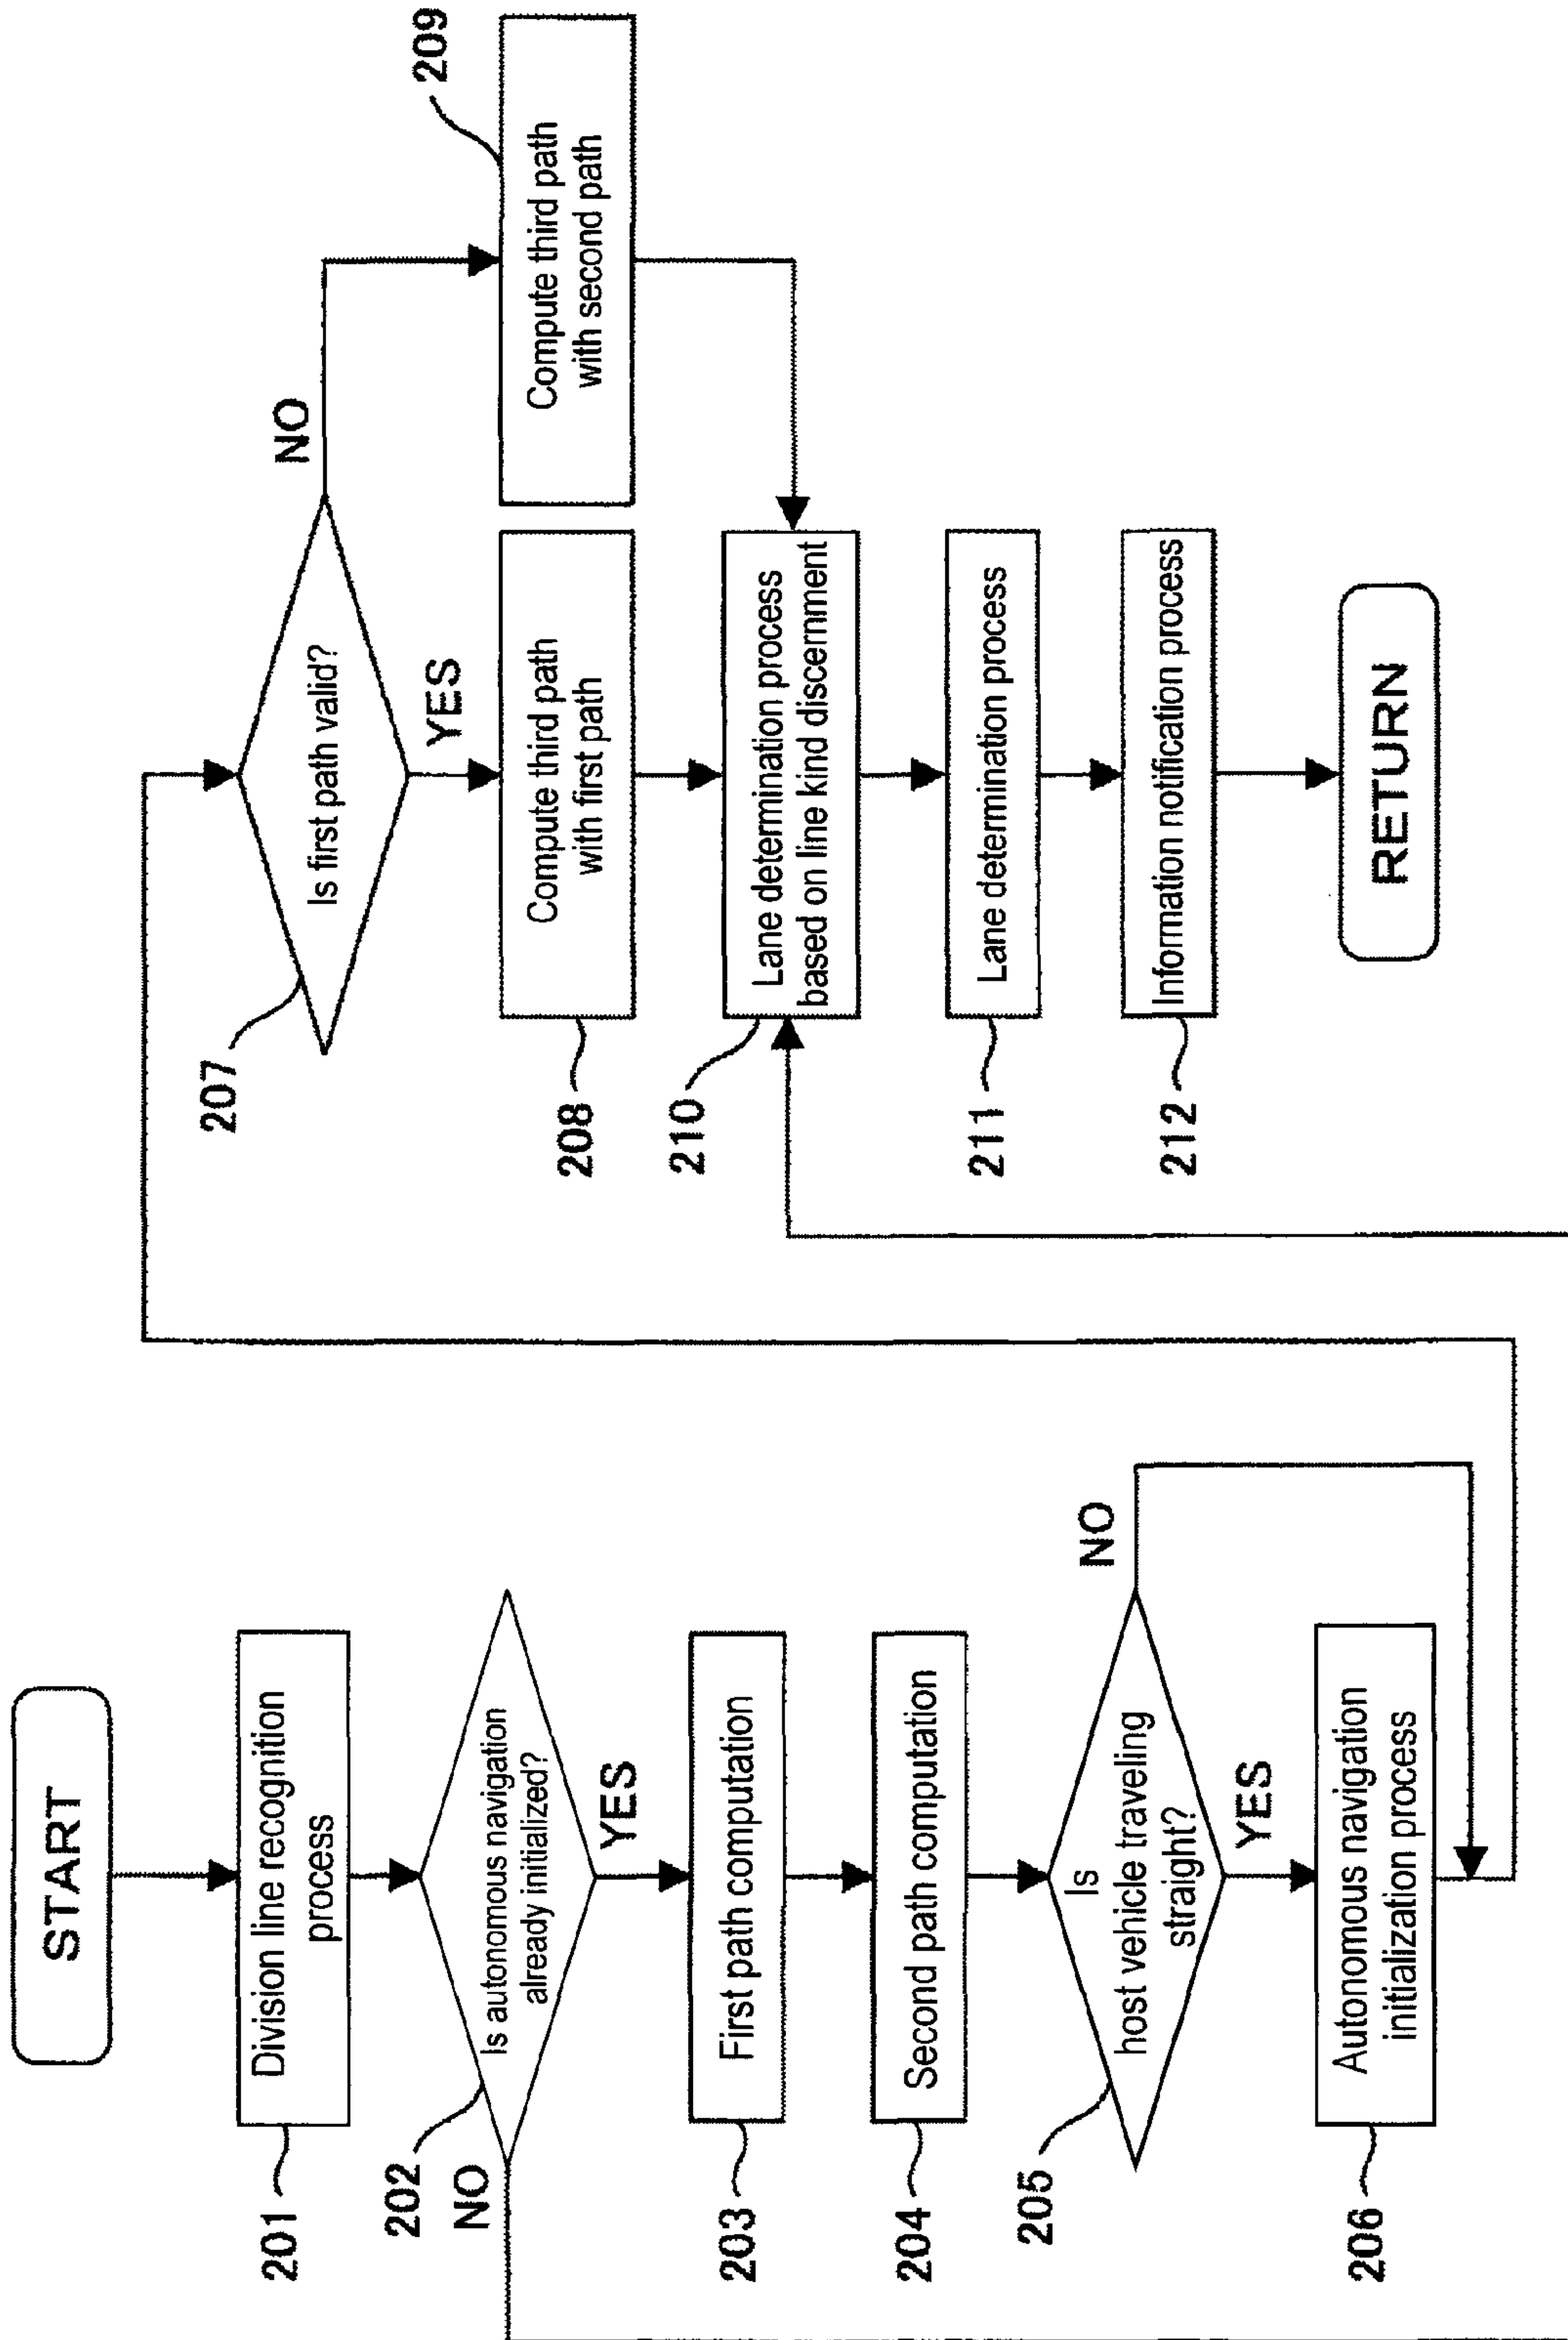 START
201
Division line recognition
process
202
Is autonomous navigation
already initialized?
NO
YES
203
First path computation
204
Second path computation
205
Is
host vehicle traveling
straight?
NO
YES
206
Autonomous navigation
initialization process
207
Is first path valid?
NO
YES
208
Compute third path
with first path
209
Compute third path
with second path
210
Lane determination process
based on line kind discernment
211
Lane determination process
212
Information notification process
RETURN